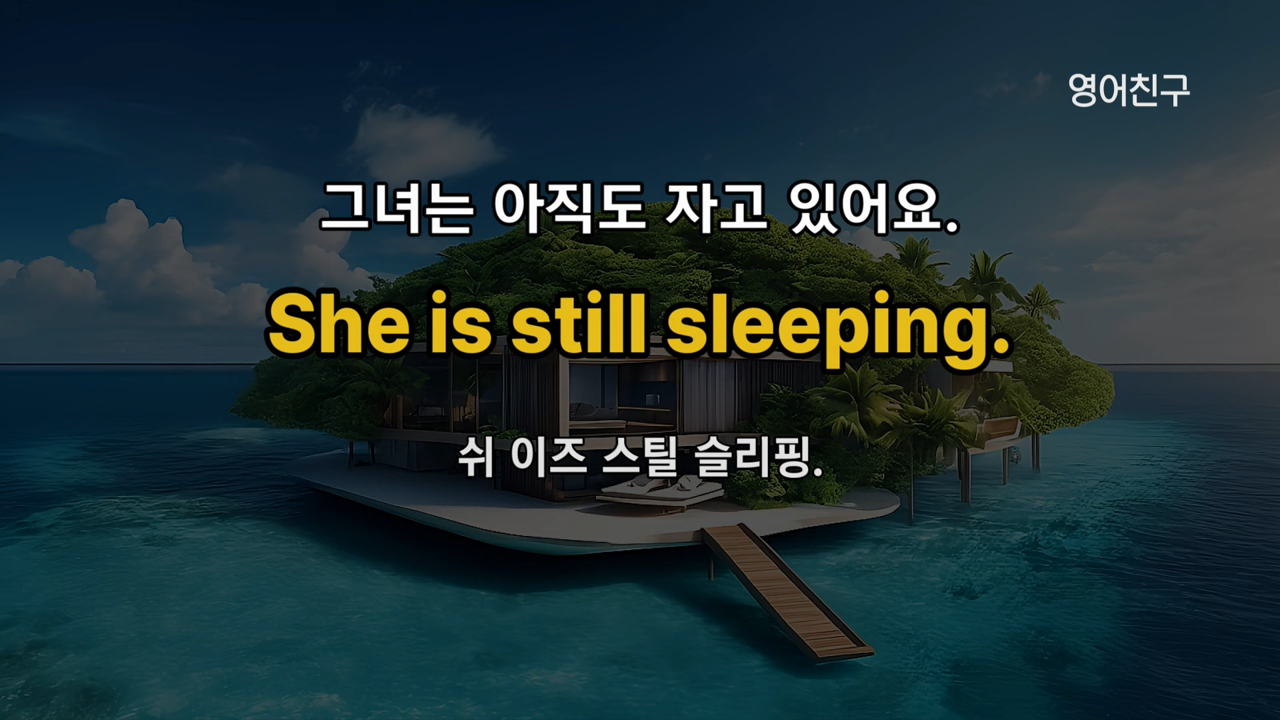 영어친구
그녀는 아직도 자고 있어요.
She is still sleeping.
쉬 이즈 스틸 슬리핑.